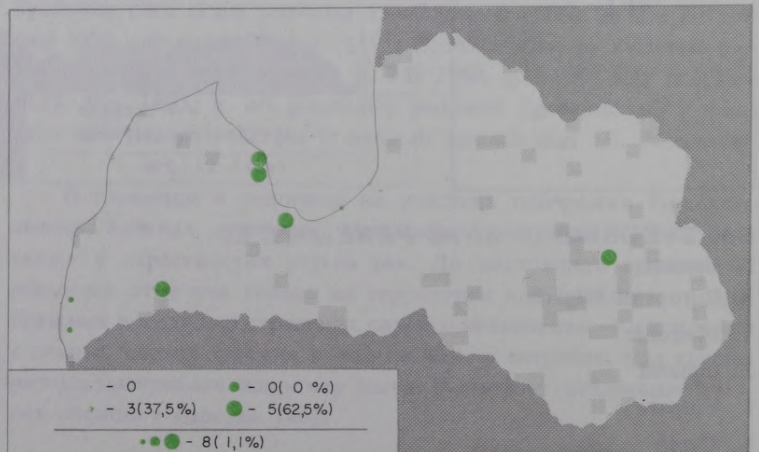 - 0
- 0( 0 %)
- 3(37,5%)
- 5(62,5%)
- 8( 1,1%)